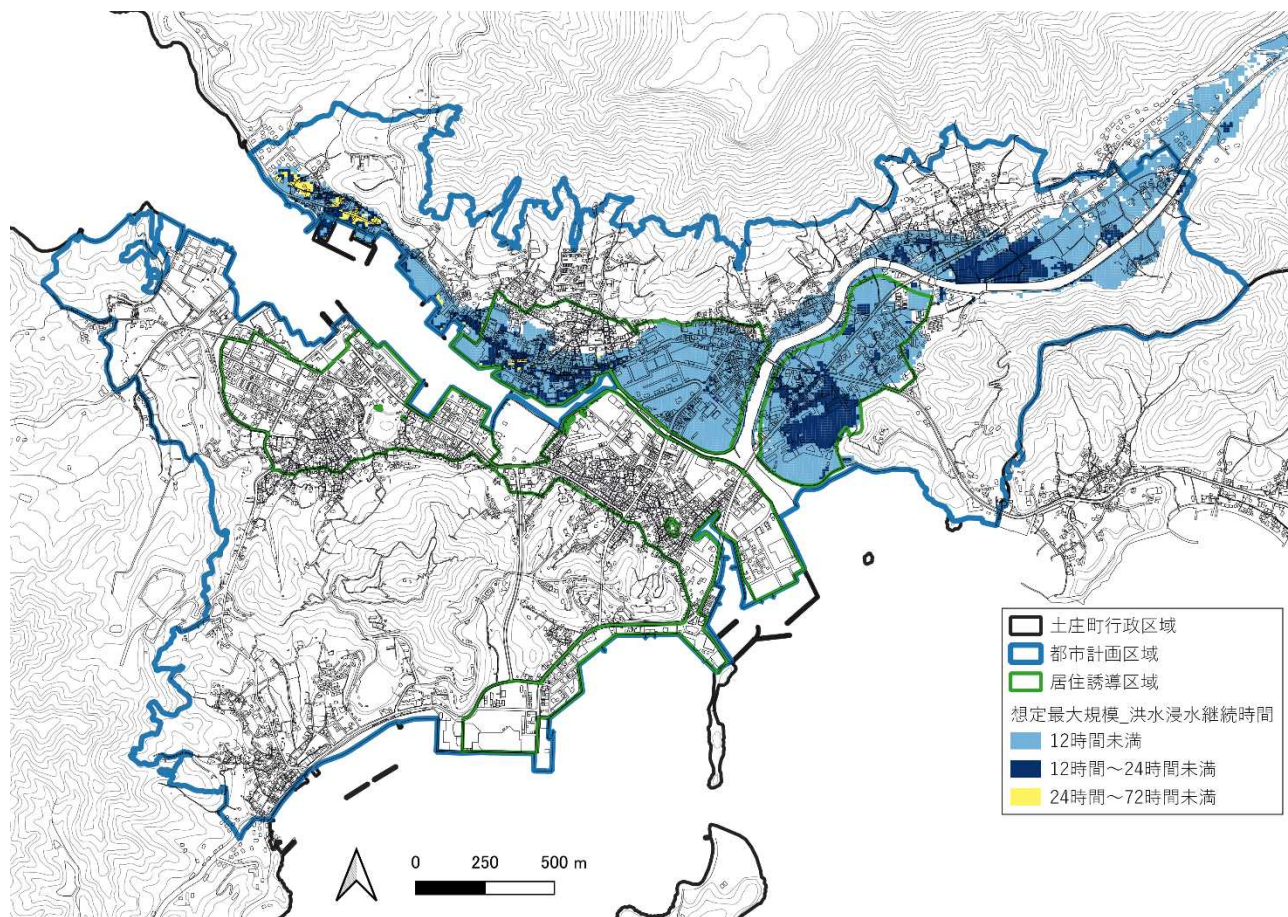 土庄町行政区域
都市計画区域
居住誘導区域
想定最大規模_洪水浸水継続時間
12時間未満
12時間～24時間未満
24時間～72時間未満
0 250 500 m